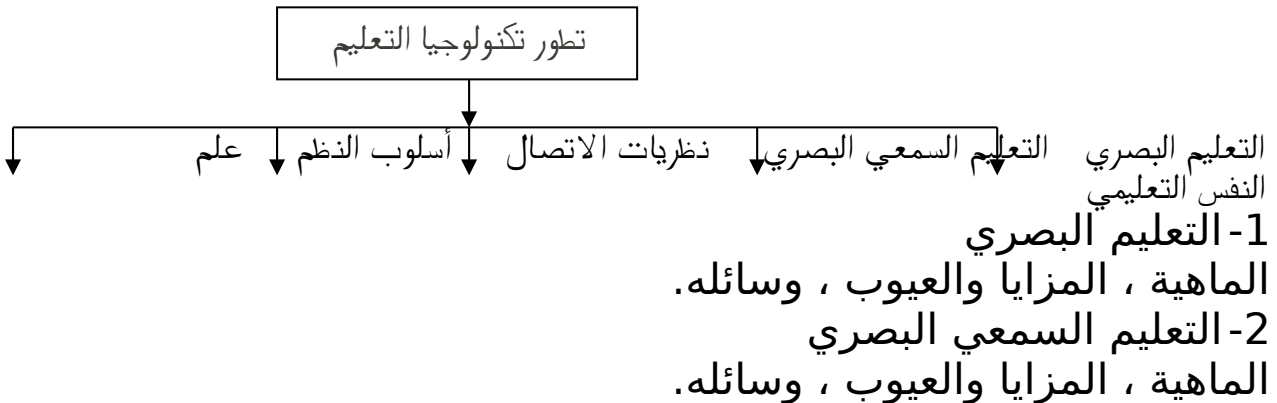 تطور تكنولوجيا التعليم
التعليم البصري التعليم السمعي البصري نظريات الاتصال أسلوب النظم علم
النفس التعليمي
1- التعليم البصري
الماهية ، المزايا والعيوب ، وسائله.
2- التعليم السمعي البصري
الماهية ، المزايا والعيوب ، وسائله.